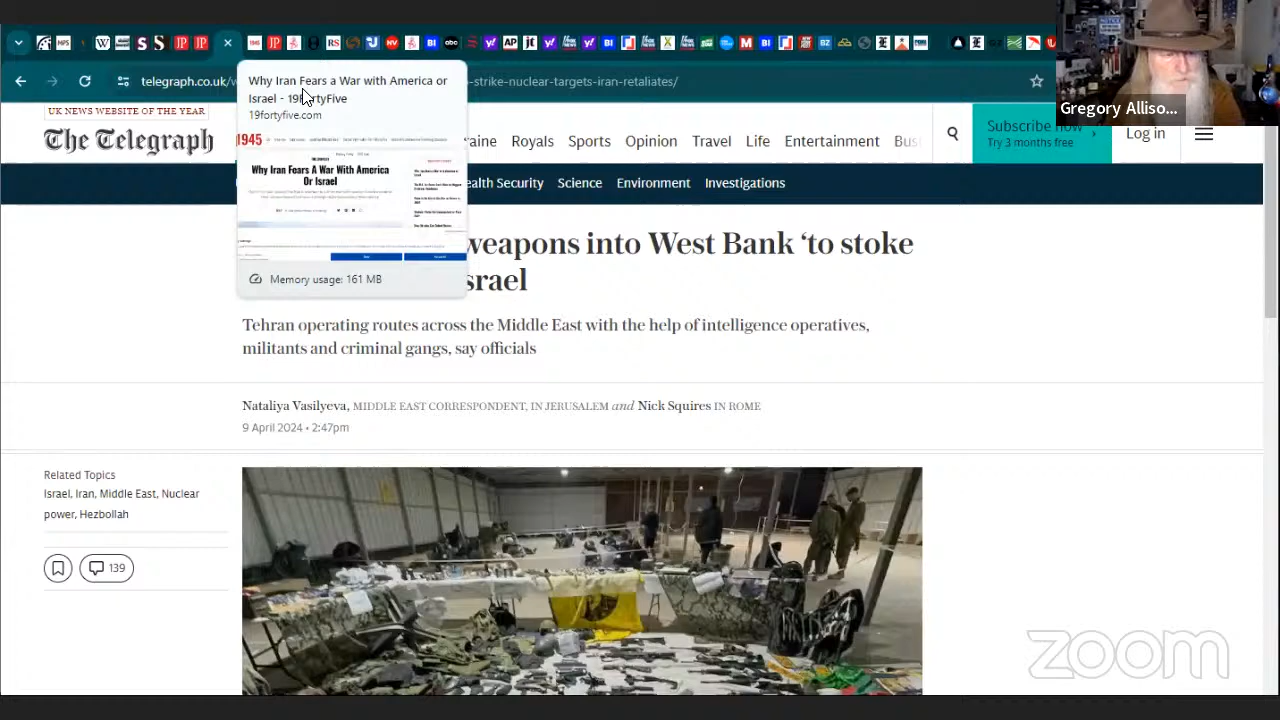 telegraph.co.uk/w
-strike-nuclear-targets-iran-retaliates/
Why Iran Fears a War with America or
Israel - 19FortyFive
19fortyfive.com
1945
Why Iran Fears A War With America
Or Israel
Memory usage: 161 MB
UK NEWS WEBSITE OF THE YEAR
The Telegraph
aine
Royals
Sports
Opinion
Travel
Life
Entertainment
Bus
Subscribe now
Try 3 months free
Log in
ealth Security
Science
Environment
Investigations
weapons into West Bank ‘to stoke
srael
Tehran operating routes across the Middle East with the help of intelligence operatives,
militants and criminal gangs, say officials
Nataliya Vasilyeva, MIDDLE EAST CORRESPONDENT, IN JERUSALEM and Nick Squires IN ROME
9 April 2024 • 2:47pm
Related Topics
Israel, Iran, Middle East, Nuclear
power, Hezbollah
139
Gregory Alliso...
zoom